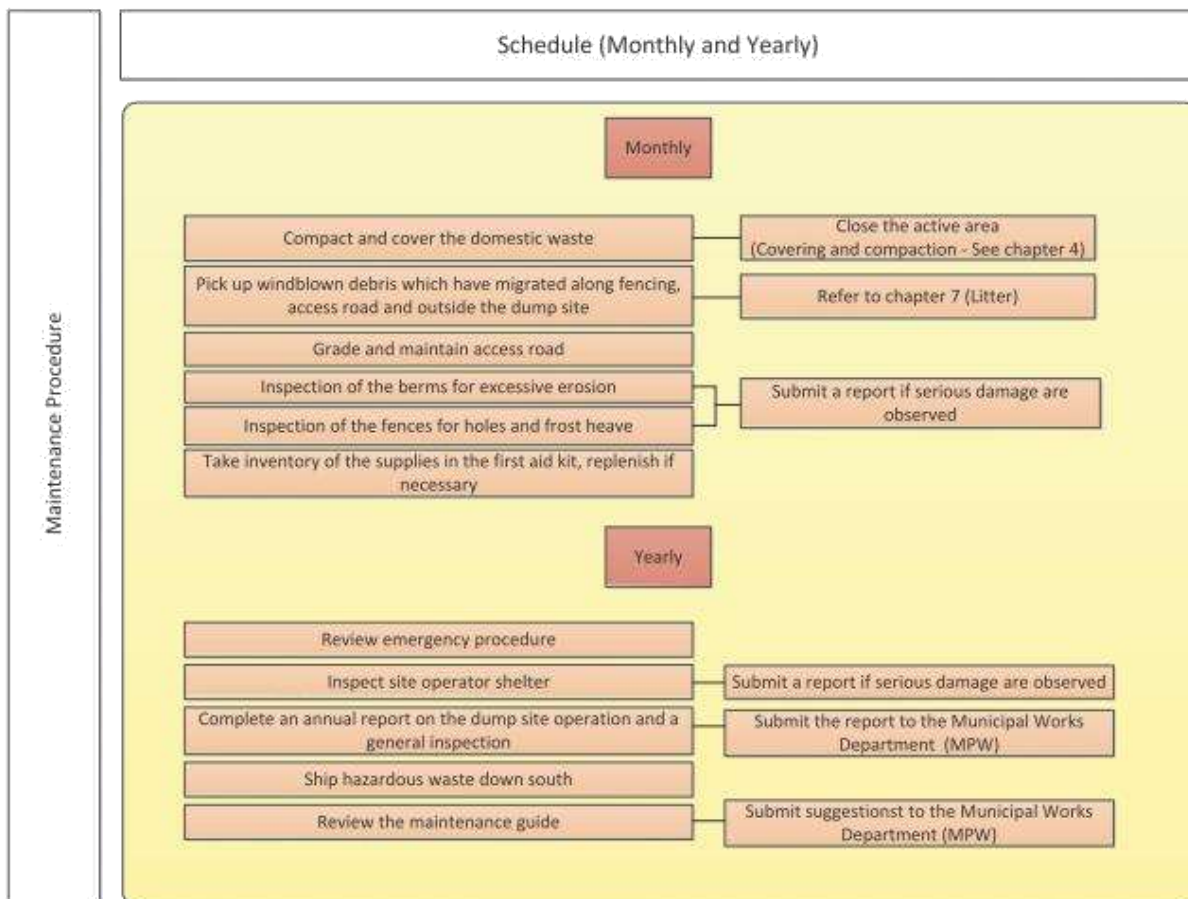 Schedule (Monthly and Yearly)
Maintenance Procedure
Monthly
Compact and cover the domestic waste
Close the active area
(Covering and compaction - See chapter 4)
Pick up windblown debris which have migrated along fencing,
access road and outside the dump site
Refer to chapter 7 (Litter)
Grade and maintain access road
Inspection of the berms for excessive erosion
Inspection of the fences for holes and frost heave
Submit a report if serious damage are
observed
Take inventory of the supplies in the first aid kit, replenish if
necessary
Yearly
Review emergency procedure
Inspect site operator shelter
Submit a report if serious damage are observed
Complete an annual report on the dump site operation and a
general inspection
Submit the report to the Municipal Works
Department (MPW)
Ship hazardous waste down south
Review the maintenance guide
Submit suggestionst to the Municipal Works
Department (MPW)